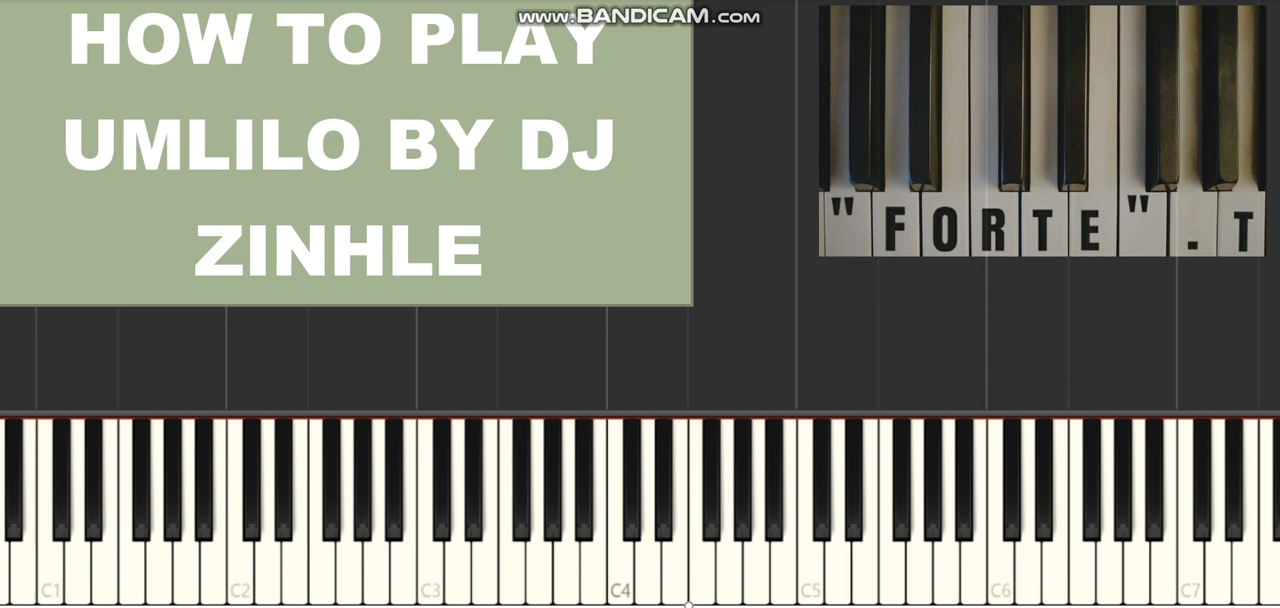 www.BANDICAM.com
HOW TO PLAY
UMLILO BY DJ
ZINHLE
"FORTE".T
C1 C2 C3 C4 C5 C6 C7